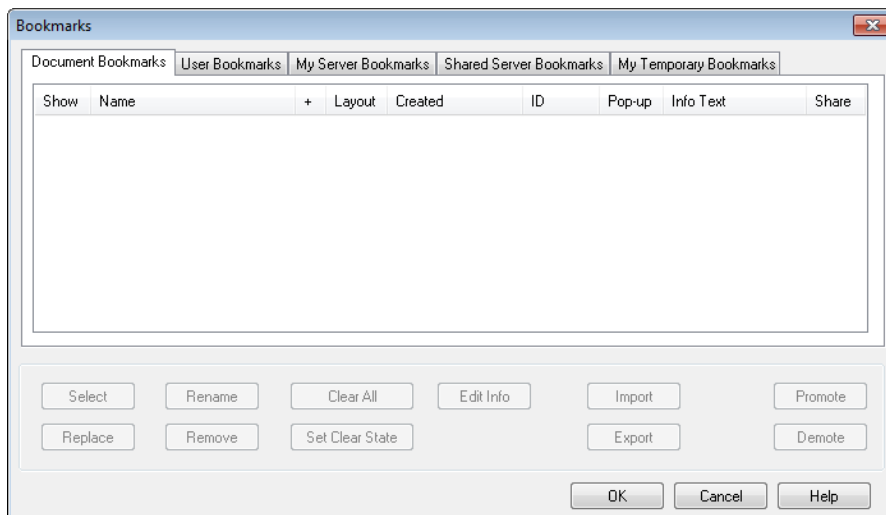 Bookmarks
Document Bookmarks User Bookmarks My Server Bookmarks Shared Server Bookmarks My Temporary Bookmarks
Show Name + Layout Created ID Pop-up Info Text Share
Select Rename Clear All Edit Info Import Promote
Replace Remove Set Clear State Export Demote
OK Cancel Help